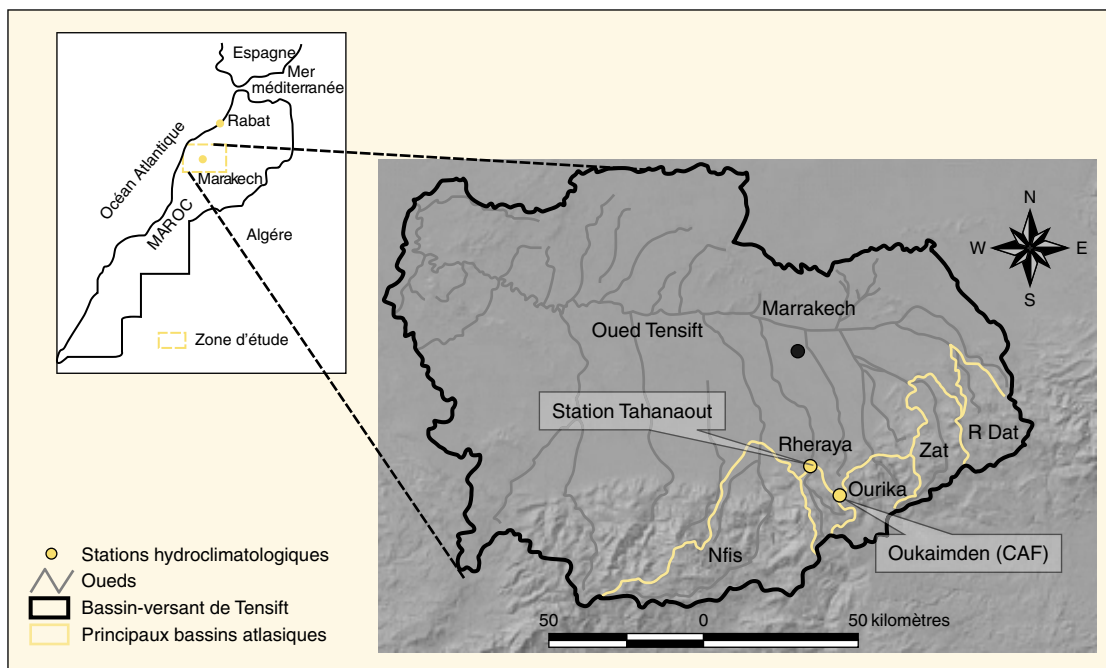 Espagne
Mer
méditerranée
Rabat
Océan Atlantique
Marakech
MAROC
Algére
Zone d'étude
N
W
E
S
Marrakech
Oued Tensift
Station Tahanaout
R Dat
Rheraya
Zat
Ourika
Nfis
Oukaimden (CAF)
Stations hydroclimatologiques
Oueds
Bassin-versant de Tensift
Principaux bassins atlasiques
50
0
50 kilomètres